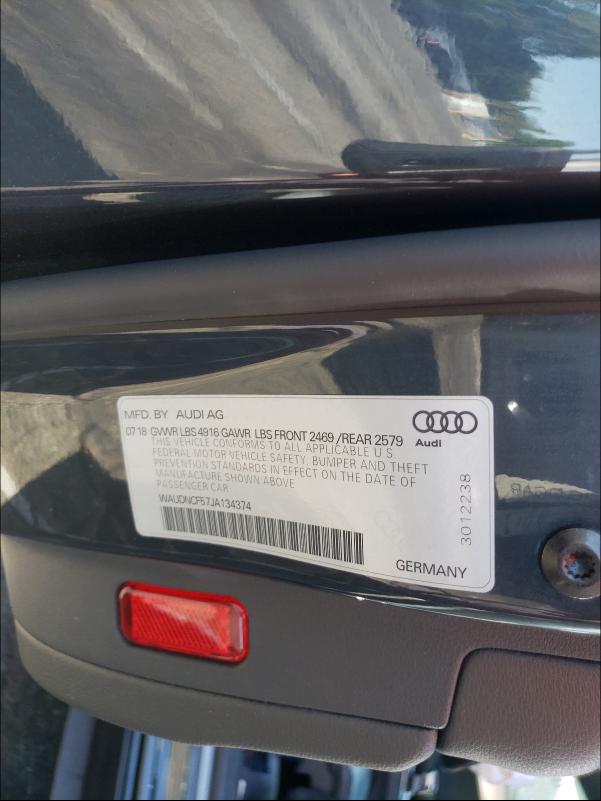 MFD. BY AUDI AG
07 18 GVWR LBS 4916 GAWR LBS FRONT 2469 / REAR 2579
THIS VEHICLE CONFORMS TO ALL APPLICABLE U S
FEDERAL MOTOR VEHICLE SAFETY, BUMPER AND THEFT
PREVENTION STANDARDS IN EFFECT ON THE DATE OF
MANUFACTURE SHOWN ABOVE
PASSENGER CAR
WAUDNCF57JA134374
Audi
3012238
GERMANY